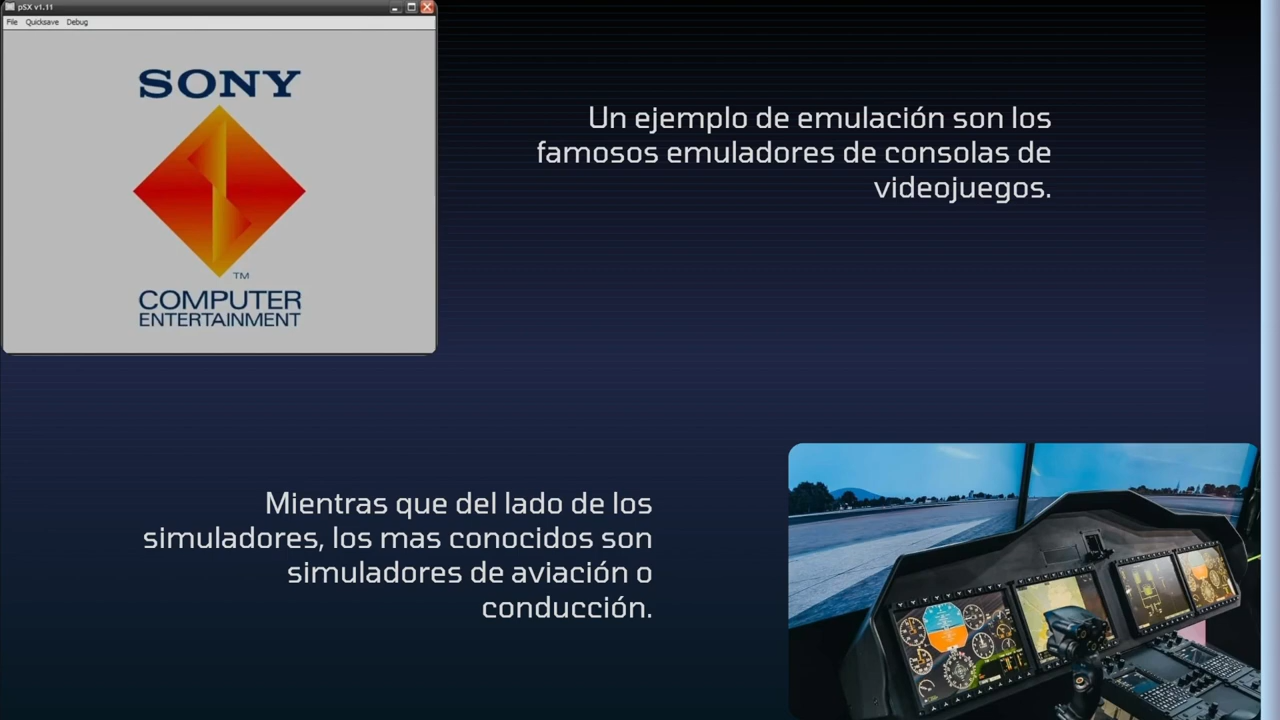 pSX v1.11
File Quicksave Debug
SONY
TM
COMPUTER
ENTERTAINMENT
Un ejemplo de emulación son los
famosos emuladores de consolas de
videojuegos.
Mientras que del lado de los
simuladores, los mas conocidos son
simuladores de aviación o
conducción.